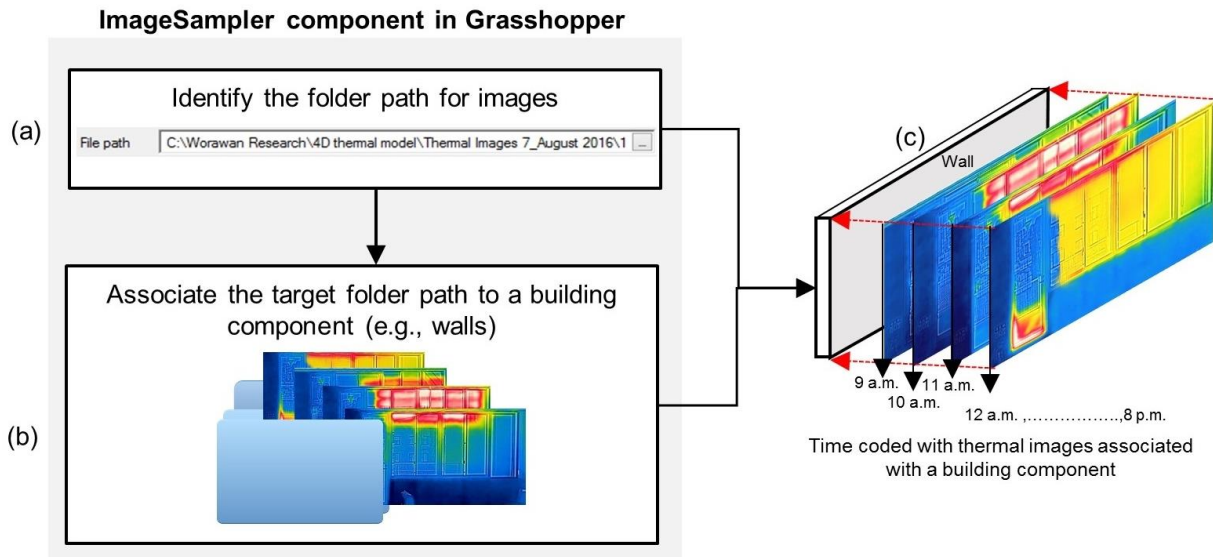 ImageSampler component in Grasshopper
(a)
Identify the folder path for images
File path
C:\Worawan Research\4D thermal model\Thermal Images 7_August 2016\1
...
(b)
Associate the target folder path to a building
component (e.g., walls)
(c)
Wall
9 a.m.
10 a.m.
11 a.m.
12 a.m. ,……………..,8 p.m.
Time coded with thermal images associated
with a building component